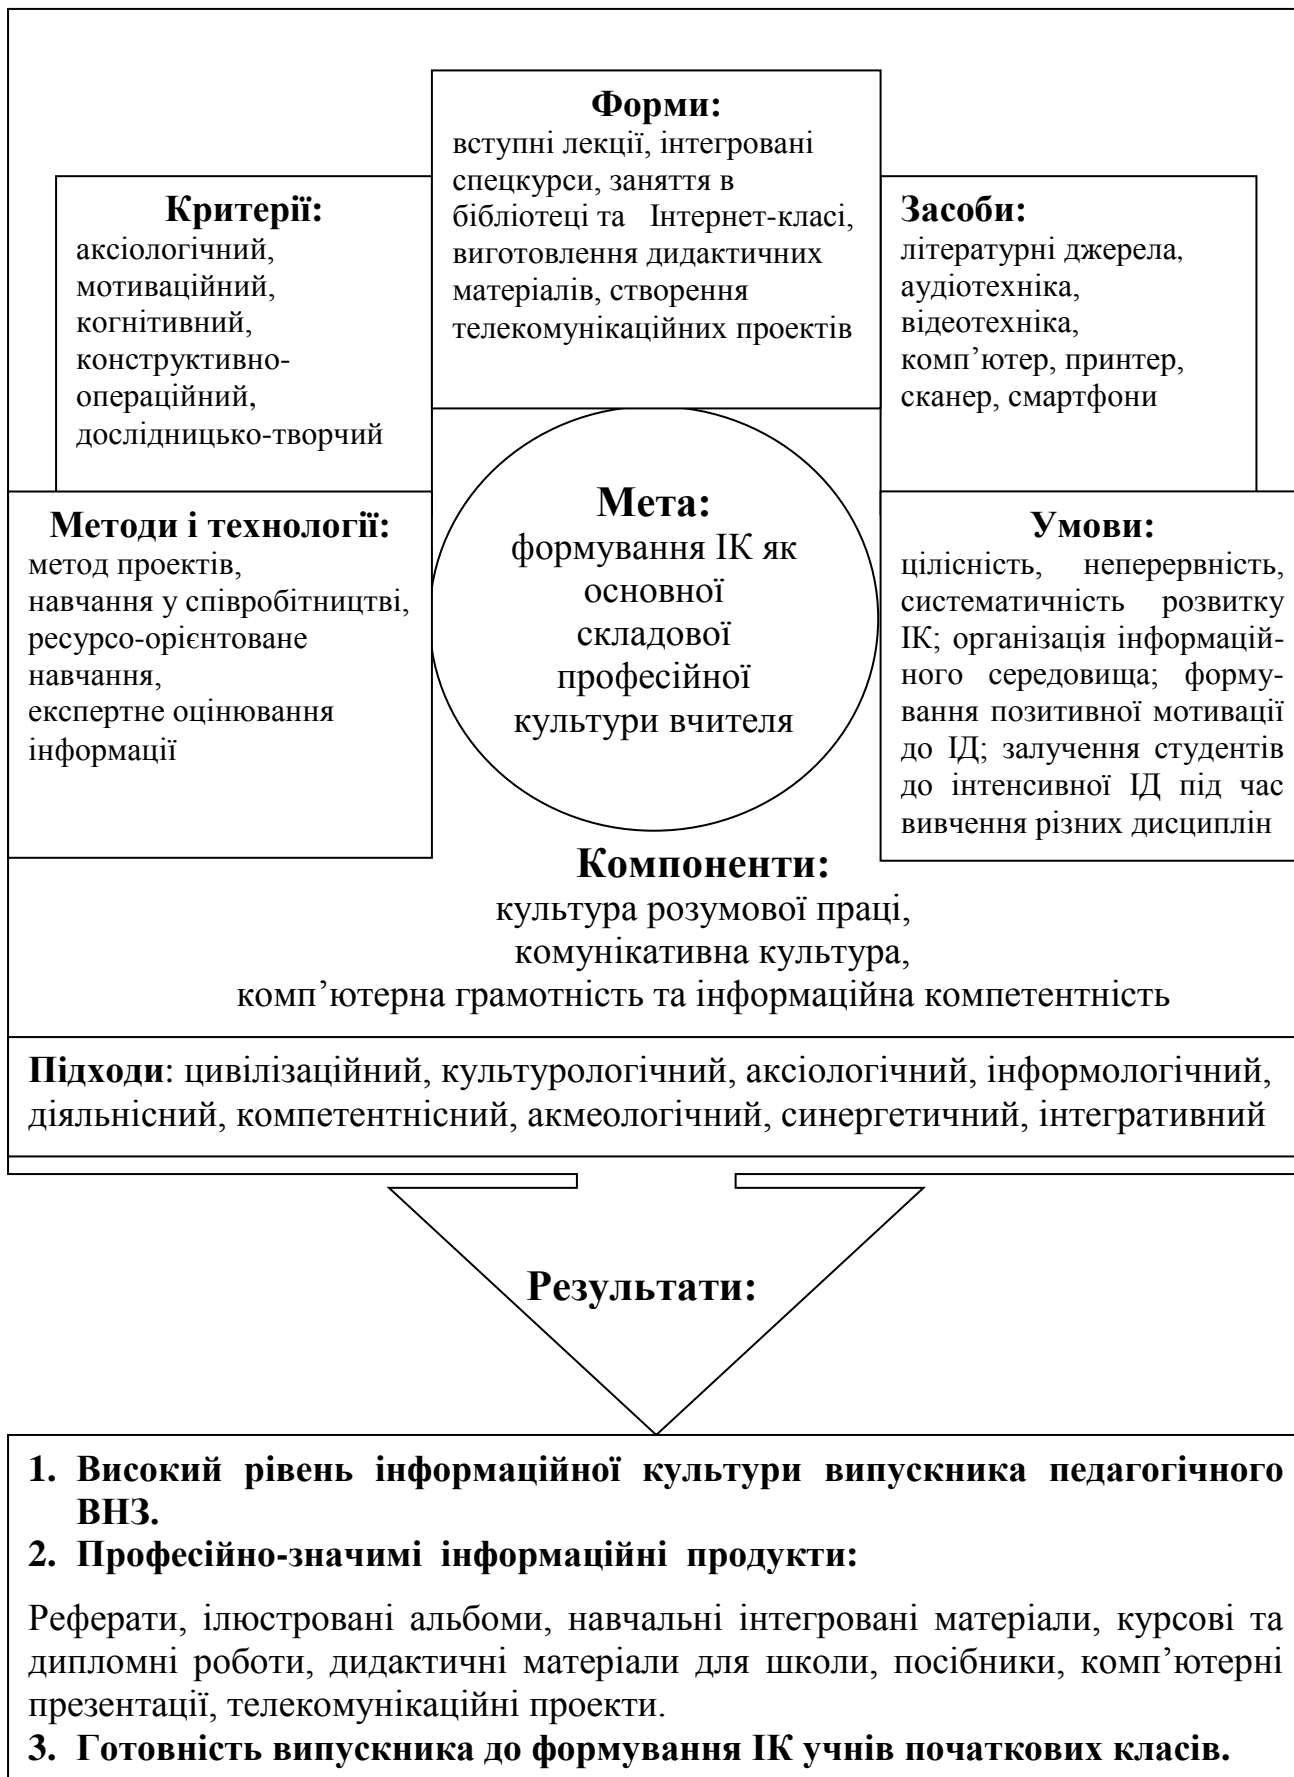 Форми:
вступні лекції, інтегровані
спецкурси, заняття в
бібліотеці та Інтернет-класі,
виготовлення дидактичних
матеріалів, створення
телекомунікаційних проектів
Критерії:
аксіологічний,
мотиваційний,
когнітивний,
конструктивно-
операційний,
дослідницько-творчий
Засоби:
літературні джерела,
аудіотехніка,
відеотехніка,
комп’ютер, принтер,
сканер, смартфони
Методи і технології:
метод проектів,
навчання у співробітництві,
ресурсо-орієнтоване
навчання,
експертне оцінювання
інформації
Мета:
формування ІК як
основної
складової
професійної
культури вчителя
Умови:
цілісність, неперервність,
систематичність розвитку
ІК; організація інформацій-
ного середовища; форму-
вання позитивної мотивації
до ІД; залучення студентів
до інтенсивної ІД під час
вивчення різних дисциплін
Компоненти:
культура розумової праці,
комунікативна культура,
комп’ютерна грамотність та інформаційна компетентність
Підходи: цивілізаційний, культурологічний, аксіологічний, інформологічний,
діяльнісний, компетентнісний, акмеологічний, синергетичний, інтегративний
Результати:
1. Високий рівень інформаційної культури випускника педагогічного
ВНЗ.
2. Професійно-значимі інформаційні продукти:
Реферати, ілюстровані альбоми, навчальні інтегровані матеріали, курсові та
дипломні роботи, дидактичні матеріали для школи, посібники, комп’ютерні
презентації, телекомунікаційні проекти.
3. Готовність випускника до формування ІК учнів початкових класів.